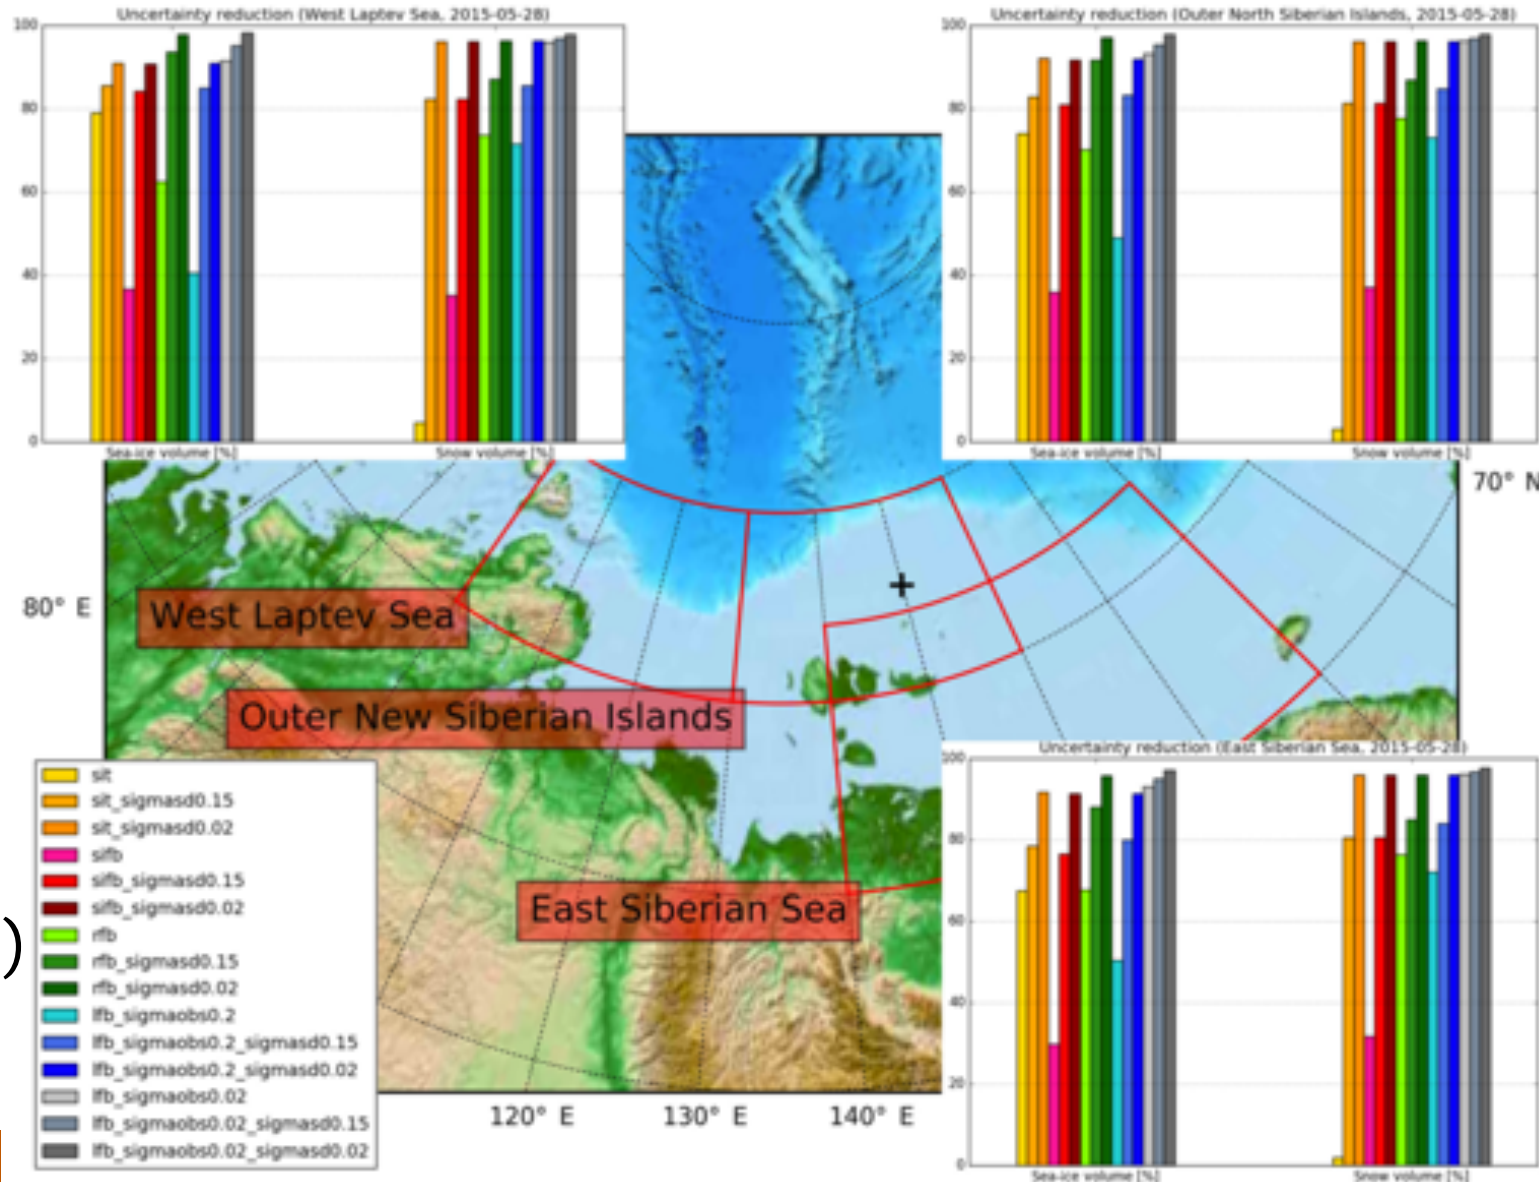 Uncertainty reduction (West Laptev Sea, 2015-05-28)
100
80
60
40
20
0
Sea-ice volume [%]
Snow volume [%]
Uncertainty reduction (Outer North Siberian Islands, 2015-05-28)
100
80
60
40
20
0
Sea-ice volume [%]
Snow volume [%]
70° N
80° E
West Laptev Sea
Outer New Siberian Islands
East Siberian Sea
)
sit
sit_sigmasd0.15
sit_sigmasd0.02
sifb
sifb_sigmasd0.15
sifb_sigmasd0.02
rfb
rfb_sigmasd0.15
rfb_sigmasd0.02
lfb_sigmaobs0.2
lfb_sigmaobs0.2_sigmasd0.15
lfb_sigmaobs0.2_sigmasd0.02
lfb_sigmaobs0.02
lfb_sigmaobs0.02_sigmasd0.15
lfb_sigmaobs0.02_sigmasd0.02
120° E
130° E
140° E
Uncertainty reduction (East Siberian Sea, 2015-05-28)
100
80
60
40
20
0
Sea-ice volume [%]
Snow volume [%]